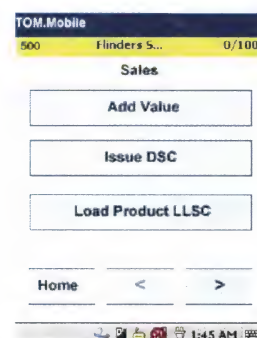 TOM.Mobile
500 Flinders S... 0/100
Sales
Add Value
Issue DSC
Load Product LLSC
Home < >
1:45 AM